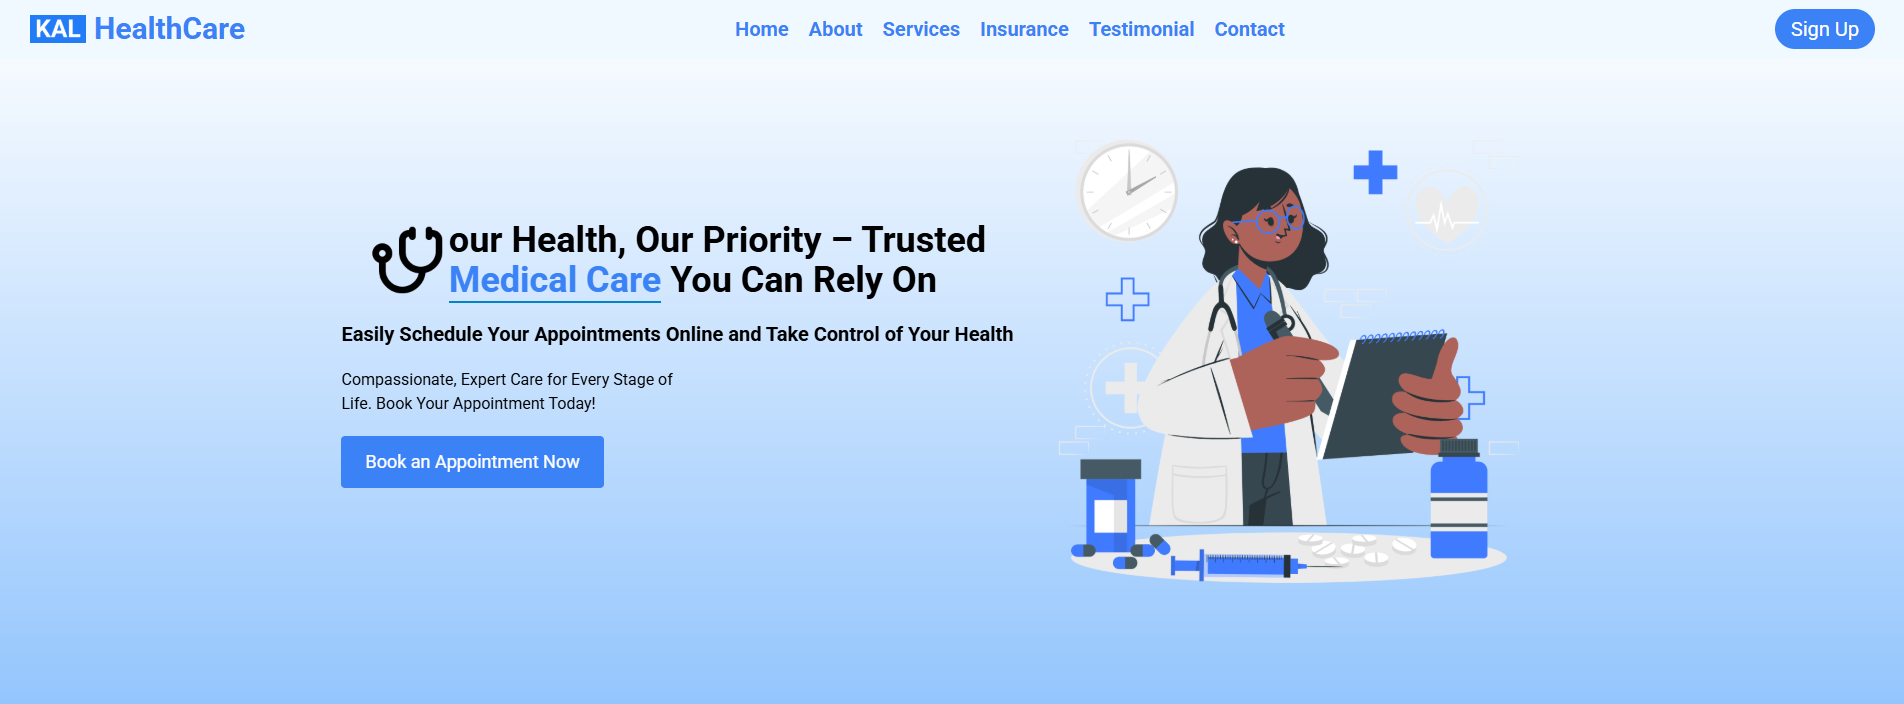 KAL HealthCare
Home About Services Insurance Testimonial Contact
Sign Up
our Health, Our Priority – Trusted
Medical Care You Can Rely On
Easily Schedule Your Appointments Online and Take Control of Your Health
Compassionate, Expert Care for Every Stage of
Life. Book Your Appointment Today!
Book an Appointment Now